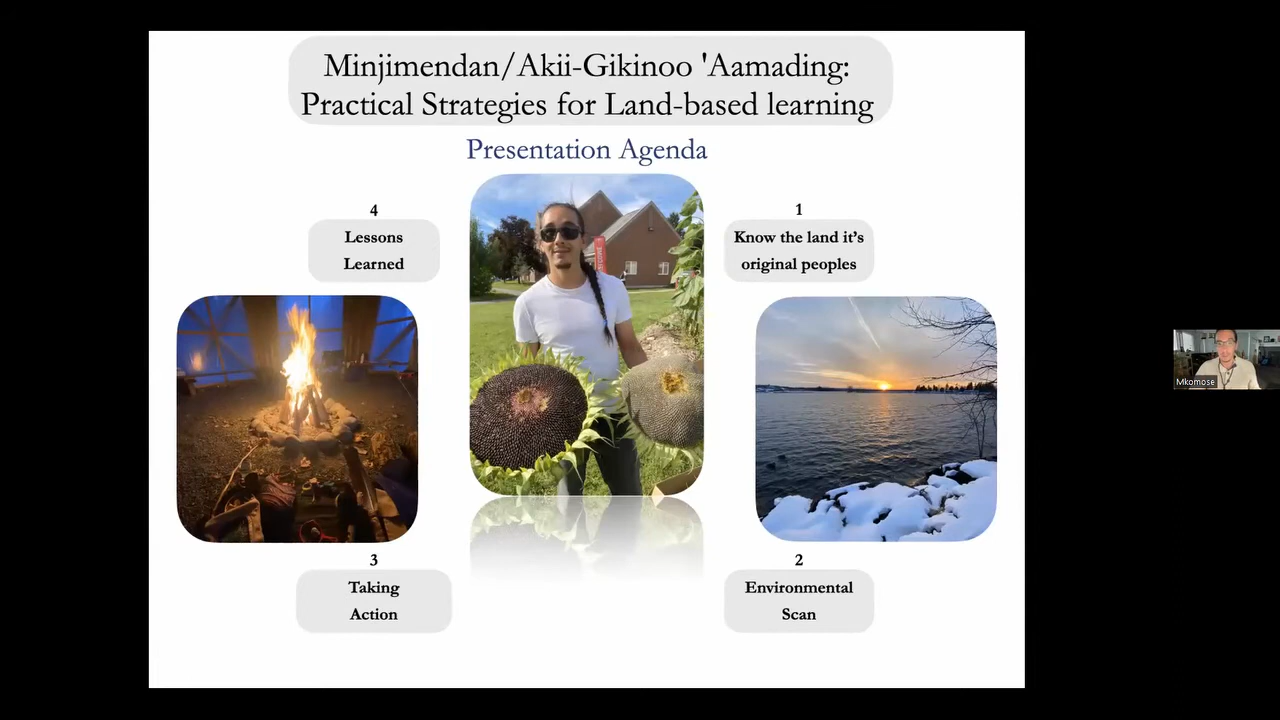 Minjimendan/Akii-Gikinoo 'Aamading:
Practical Strategies for Land-based learning
Presentation Agenda
4
Lessons
Learned
1
Know the land it's
original peoples
3
Taking
Action
2
Environmental
Scan
Mkomose